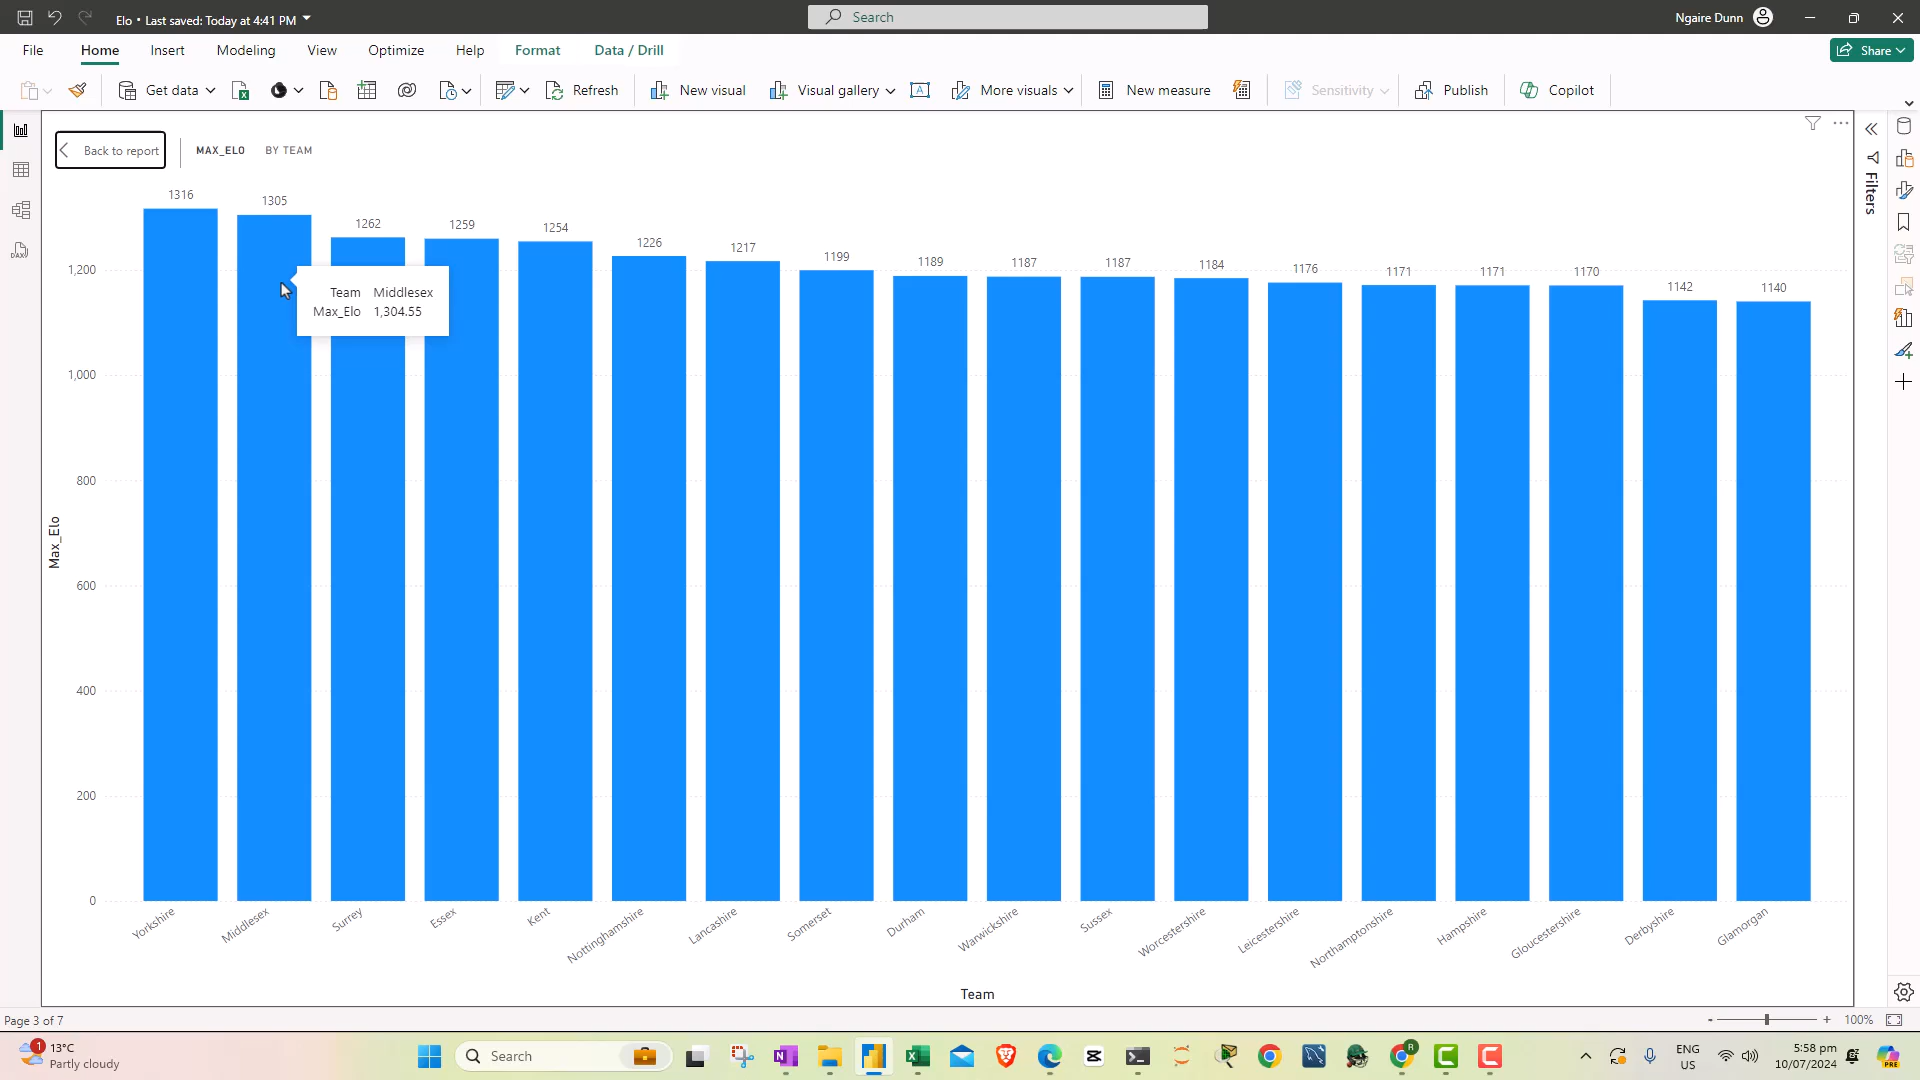 Elo • Last saved: Today at 4:41 PM
Search
Ngaire Dunn
File
Home
Insert
Modeling
View
Optimize
Help
Format
Data / Drill
Share
Get data
Refresh
New visual
Visual gallery
More visuals
New measure
Sensitivity
Publish
Copilot
Back to report
MAX_ELO
BY TEAM
Filters
1316
1305
1262
1259
1254
1226
1217
1199
1189
1187
1187
1184
1176
1171
1171
1170
1142
1140
1,200
1,000
800
600
400
200
0
Max_Elo
Team Middlesex
Max_Elo 1,304.55
Yorkshire
Middlesex
Surrey
Essex
Kent
Nottinghamshire
Lancashire
Somerset
Durham
Warwickshire
Sussex
Worcestershire
Leicestershire
Northamptonshire
Hampshire
Gloucestershire
Derbyshire
Glamorgan
Team
Page 3 of 7
- + 100%
1
13°C
Partly cloudy
Search
ENG
US
5:58 pm
10/07/2024
PRE